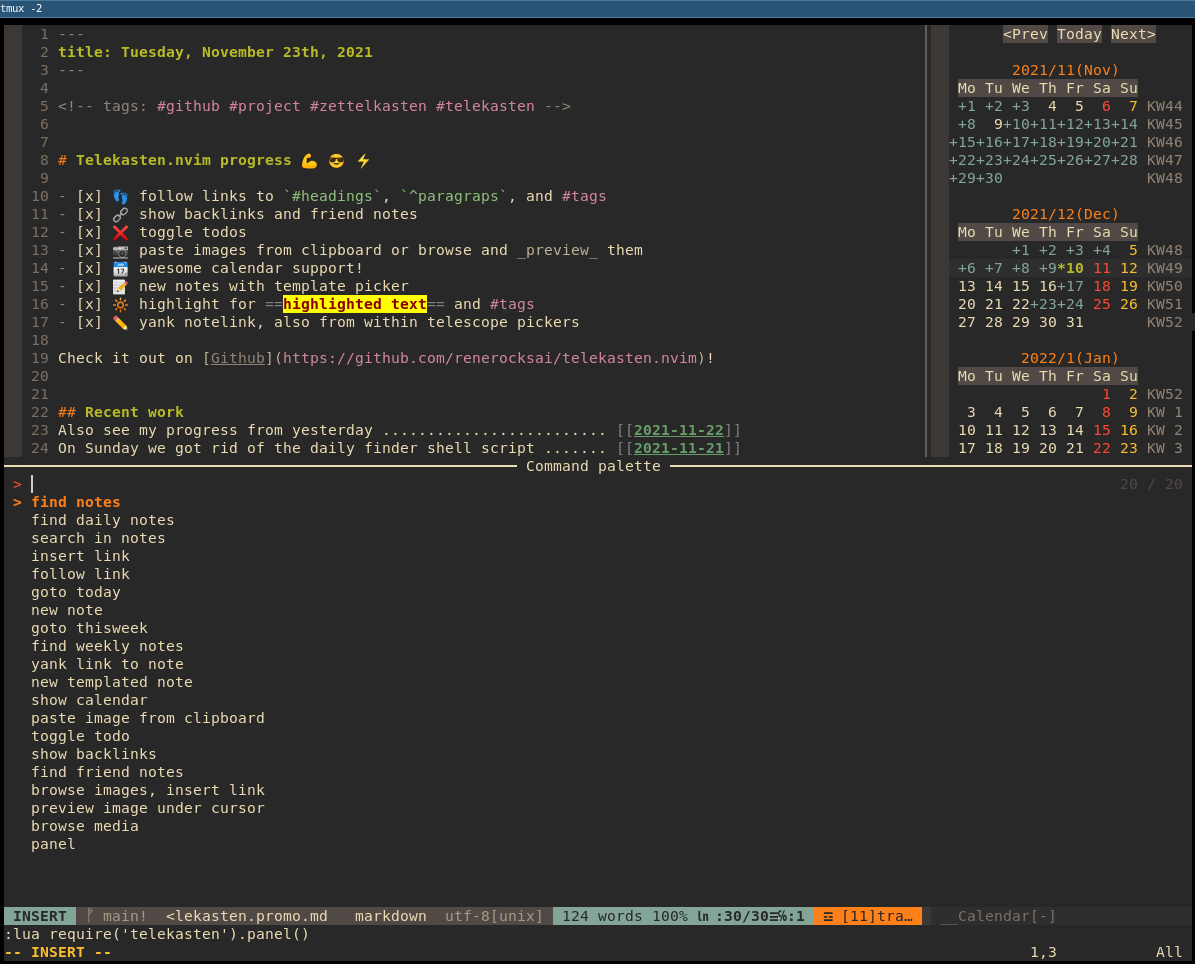 tmux -2
1 ---
2 title: Tuesday, November 23th, 2021
3 ---
4
5 <!-- tags: #github #project #zettelkasten #telekasten -->
6
7
8 # Telekasten.nvim progress 💪 😎 ⚡
9
10 - [x] 👣 follow links to `#headings`, `^paragraps`, and #tags
11 - [x] 🔗 show backlinks and friend notes
12 - [x] ❌ toggle todos
13 - [x] 📷 paste images from clipboard or browse and _preview_ them
14 - [x] 📆 awesome calendar support!
15 - [x] 📝 new notes with template picker
16 - [x] 🔆 highlight for ==highlighted text== and #tags
17 - [x] ✏️ yank notelink, also from within telescope pickers
18
19 Check it out on [Github](https://github.com/renerocksai/telekasten.nvim)!
20
21
22 ## Recent work
23 Also see my progress from yesterday ......................... [[2021-11-22]]
24 On Sunday we got rid of the daily finder shell script ....... [[2021-11-21]]
<Prev Today Next>
2021/11(Nov)
Mo Tu We Th Fr Sa Su
+1 +2 +3 4 5 6 7 KW44
+8 9+10+11+12+13+14 KW45
+15+16+17+18+19+20+21 KW46
+22+23+24+25+26+27+28 KW47
+29+30 KW48
2021/12(Dec)
Mo Tu We Th Fr Sa Su
+1 +2 +3 +4 5 KW48
+6 +7 +8 +9*10 11 12 KW49
13 14 15 16+17 18 19 KW50
20 21 22+23+24 25 26 KW51
27 28 29 30 31 KW52
2022/1(Jan)
Mo Tu We Th Fr Sa Su
1 2 KW52
3 4 5 6 7 8 9 KW 1
10 11 12 13 14 15 16 KW 2
17 18 19 20 21 22 23 KW 3
Command palette
> 20 / 20
> find notes
find daily notes
search in notes
insert link
follow link
goto today
new note
goto thisweek
find weekly notes
yank link to note
new templated note
show calendar
paste image from clipboard
toggle todo
show backlinks
find friend notes
browse images, insert link
preview image under cursor
browse media
panel
INSERT main! <lekasten.promo.md markdown utf-8[unix] 124 words 100% ㏑ :30/30☰℅:1 ☲ [11]tra… __Calendar[-]
:lua require('telekasten').panel()
-- INSERT -- 1,3 All